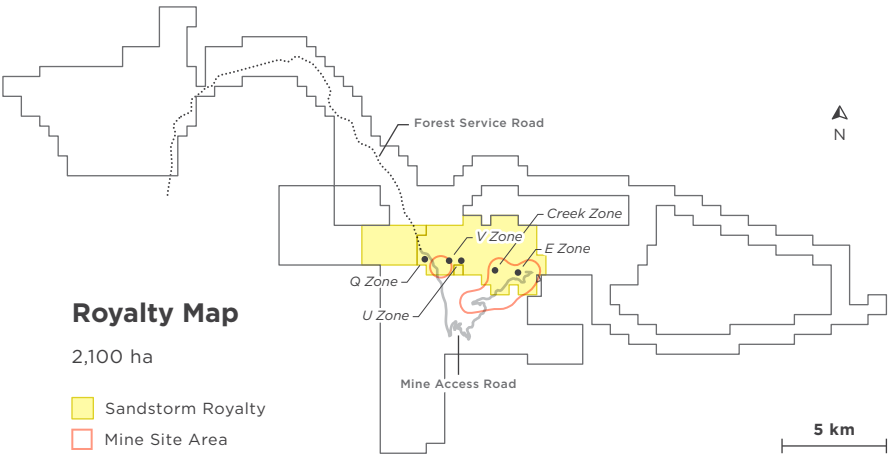 Forest Service Road
N
Creek Zone
V Zone
E Zone
Q Zone
U Zone
Royalty Map
2,100 ha
Mine Access Road
Sandstorm Royalty
5 km
Mine Site Area